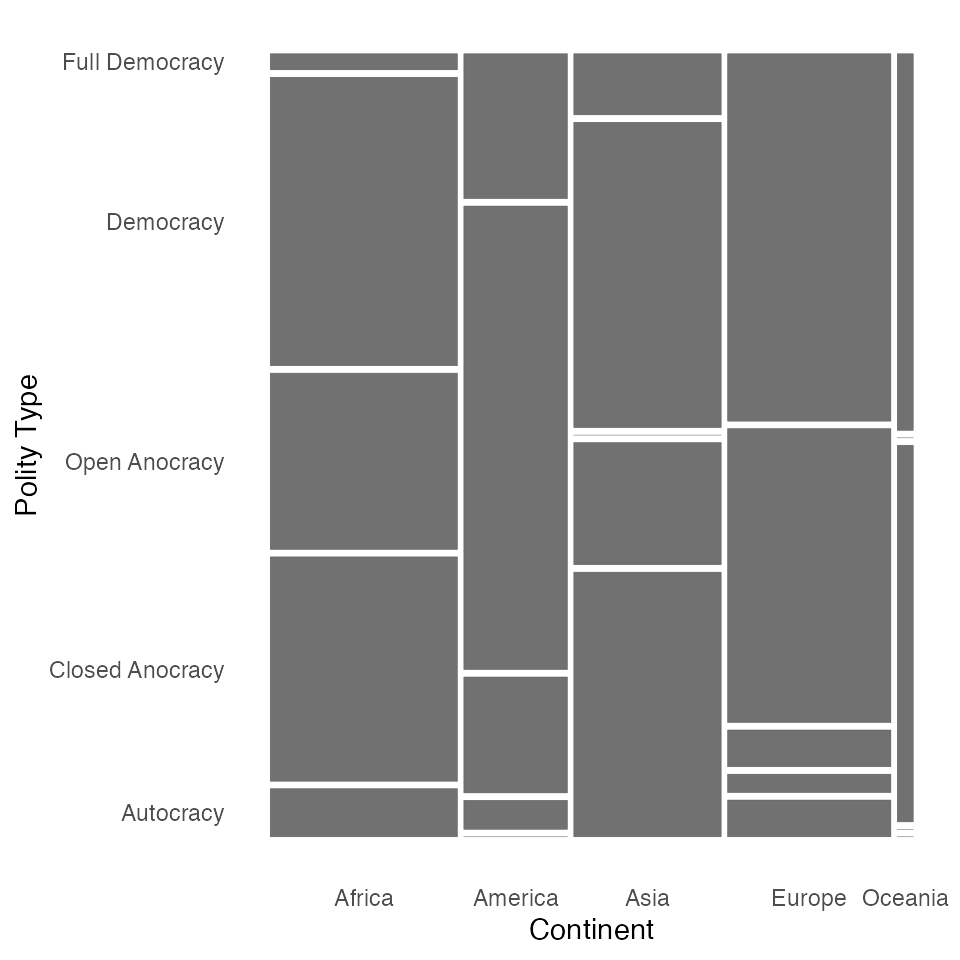 Full Democracy
Democracy
Open Anocracy
Closed Anocracy
Autocracy
Polity Type
Africa
America
Asia
Europe
Oceania
Continent